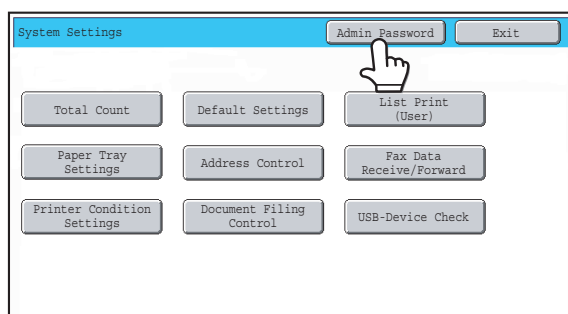 System Settings
Admin Password
Exit
Total Count
Default Settings
List Print
(User)
Paper Tray
Settings
Address Control
Fax Data
Receive/Forward
Printer Condition
Settings
Document Filing
Control
USB-Device Check